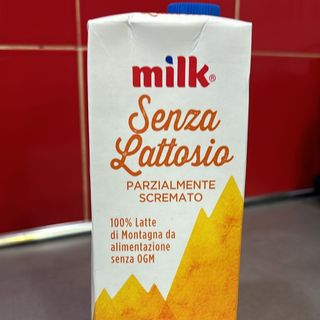 milk®
Senza
Lattosio
PARZIALMENTE
SCREMATO
100% Latte
di Montagna da
alimentazione
senza OGM